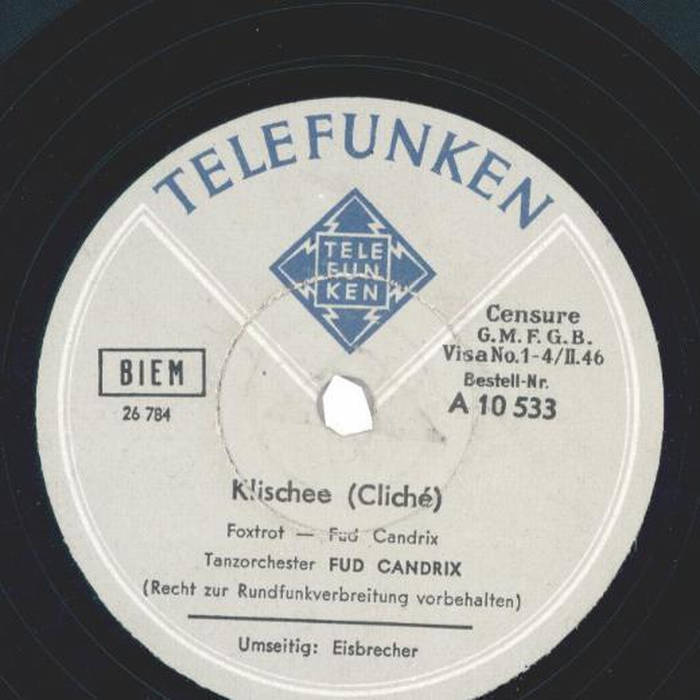 TELEFUNKEN
TELE
FUN
KEN
Censure
G. M. F. G. B.
Visa No. 1-4/II.46
Bestell-Nr.
A 10 533
BIEM
26 784
Klischee (Cliché)
Foxtrot — Fud Candrix
Tanzorchester FUD CANDRIX
(Recht zur Rundfunkverbreitung vorbehalten)
Umseitig: Eisbrecher